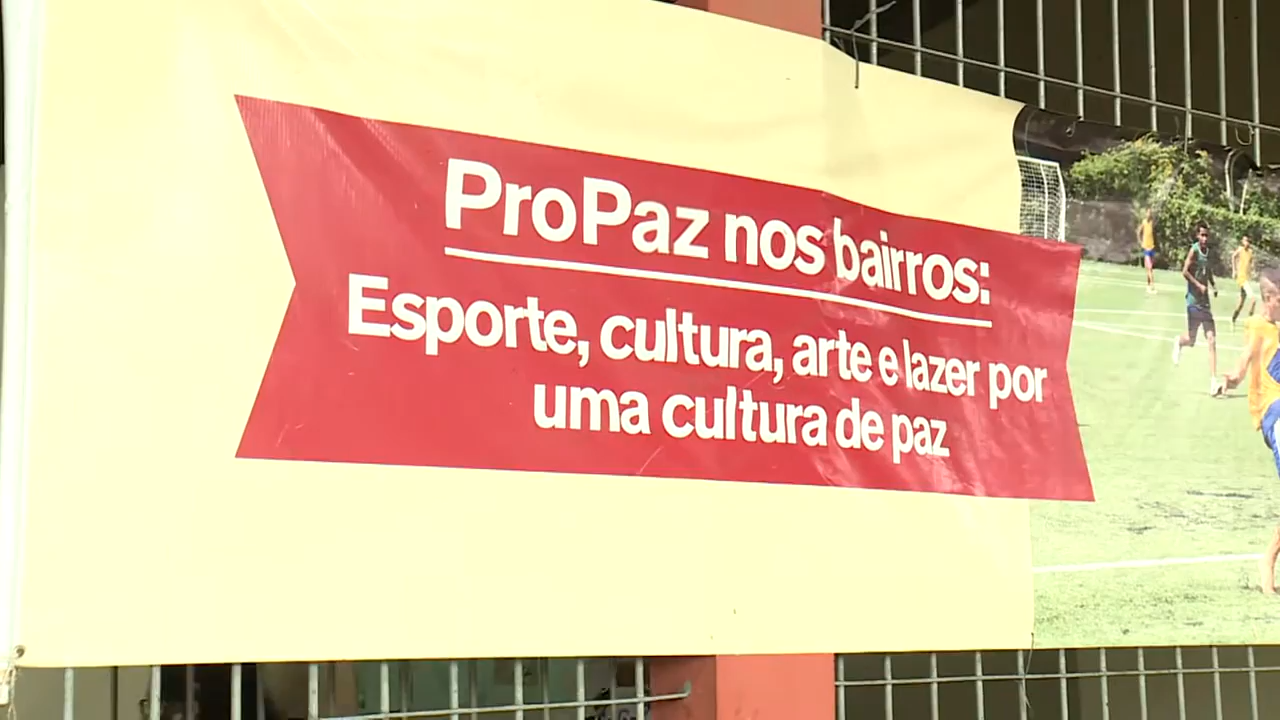 ProPaz nos bairros:
Esporte, cultura, arte e lazer por
uma cultura de paz